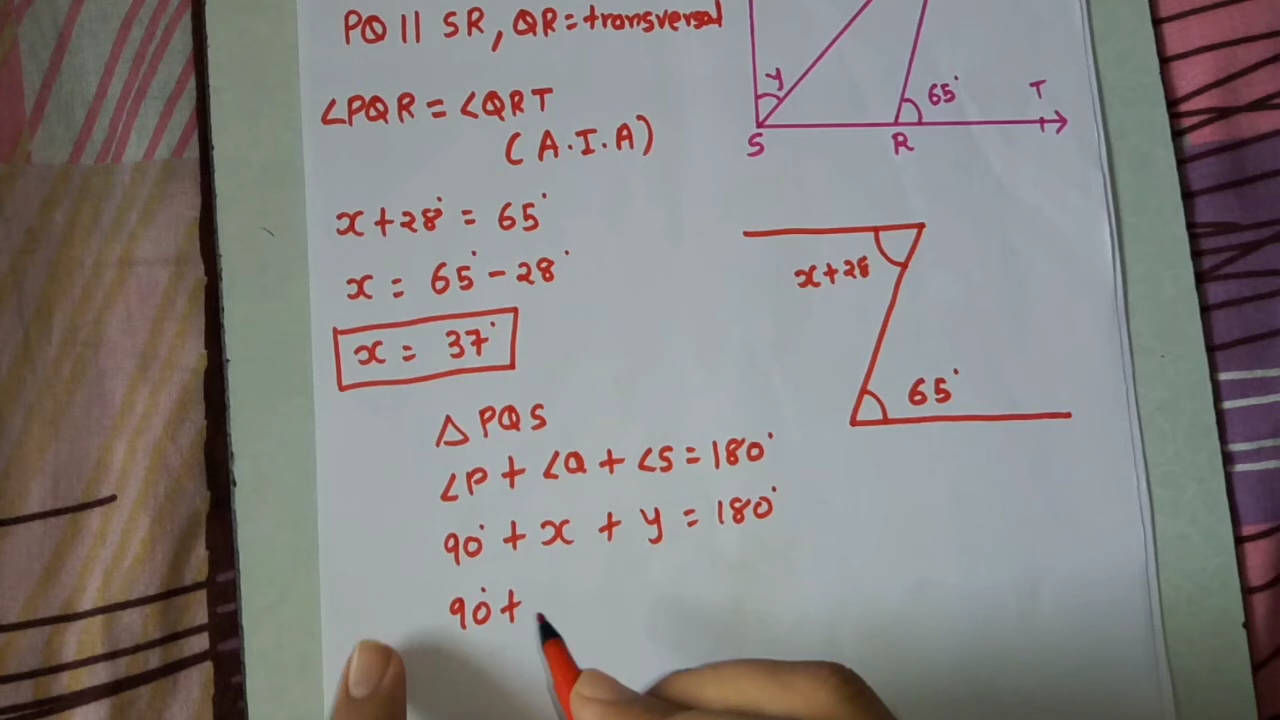 PQ || SR, QR = transversal
∠PQR = ∠QRT
(A.I.A)
x + 28° = 65°
x = 65° - 28°
x = 37°
△ PQS
∠P + ∠Q + ∠S = 180°
90° + x + y = 180°
90° +
y
65°
T
S
R
x + 28
65°